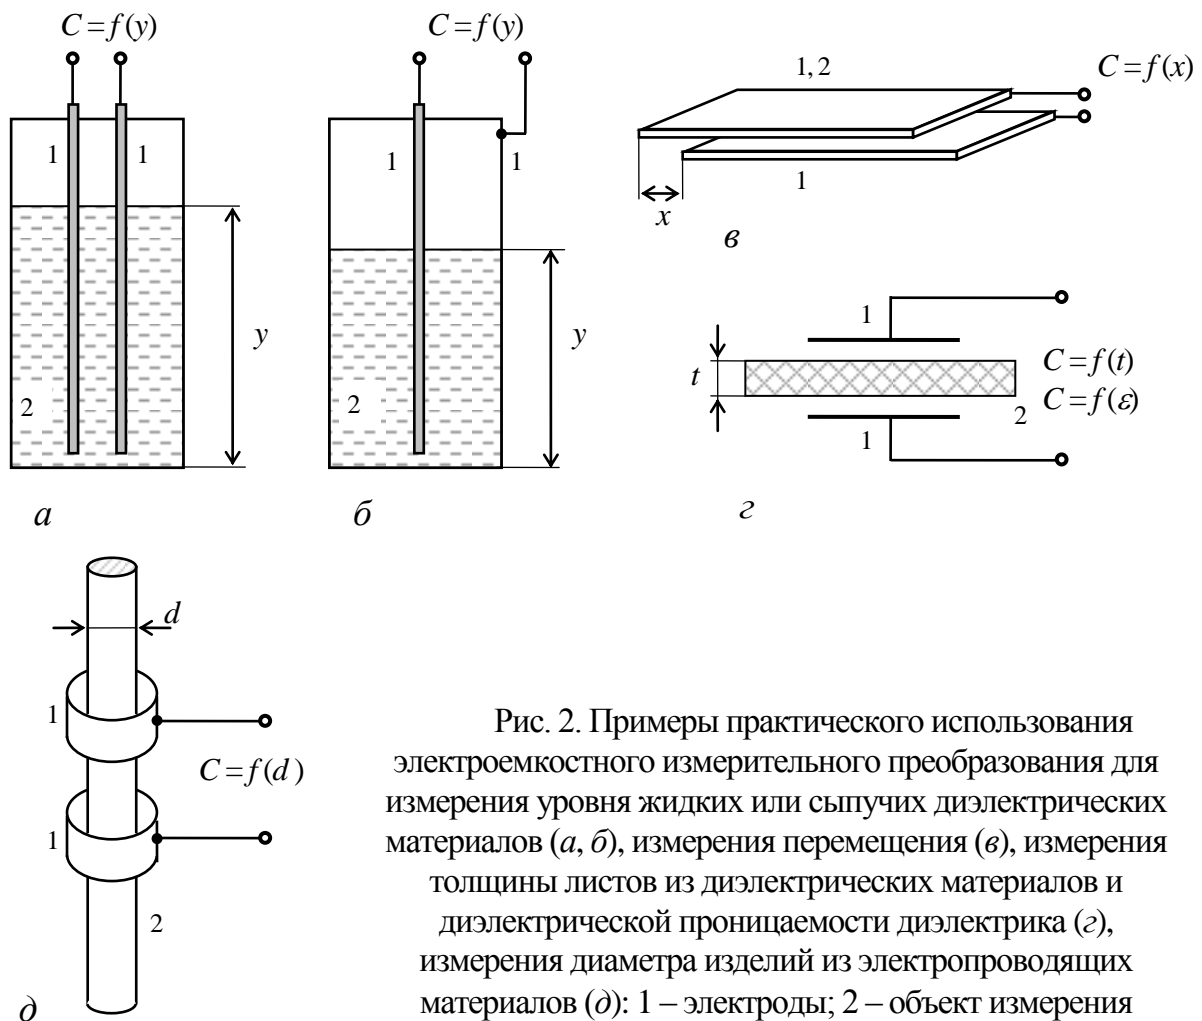 C=f(y)
C=f(y)
1
1
2
y
а
1
1
2
y
б
1, 2
C=f(x)
1
x
в
1
t
C=f(t)
C=f(ε)
2
1
г
d
1
C=f(d)
1
2
д
Рис. 2. Примеры практического использования
электроемкостного измерительного преобразования для
измерения уровня жидких или сыпучих диэлектрических
материалов (а, б), измерения перемещения (в), измерения
толщины листов из диэлектрических материалов и
диэлектрической проницаемости диэлектрика (г),
измерения диаметра изделий из электропроводящих
материалов (д): 1 – электроды; 2 – объект измерения